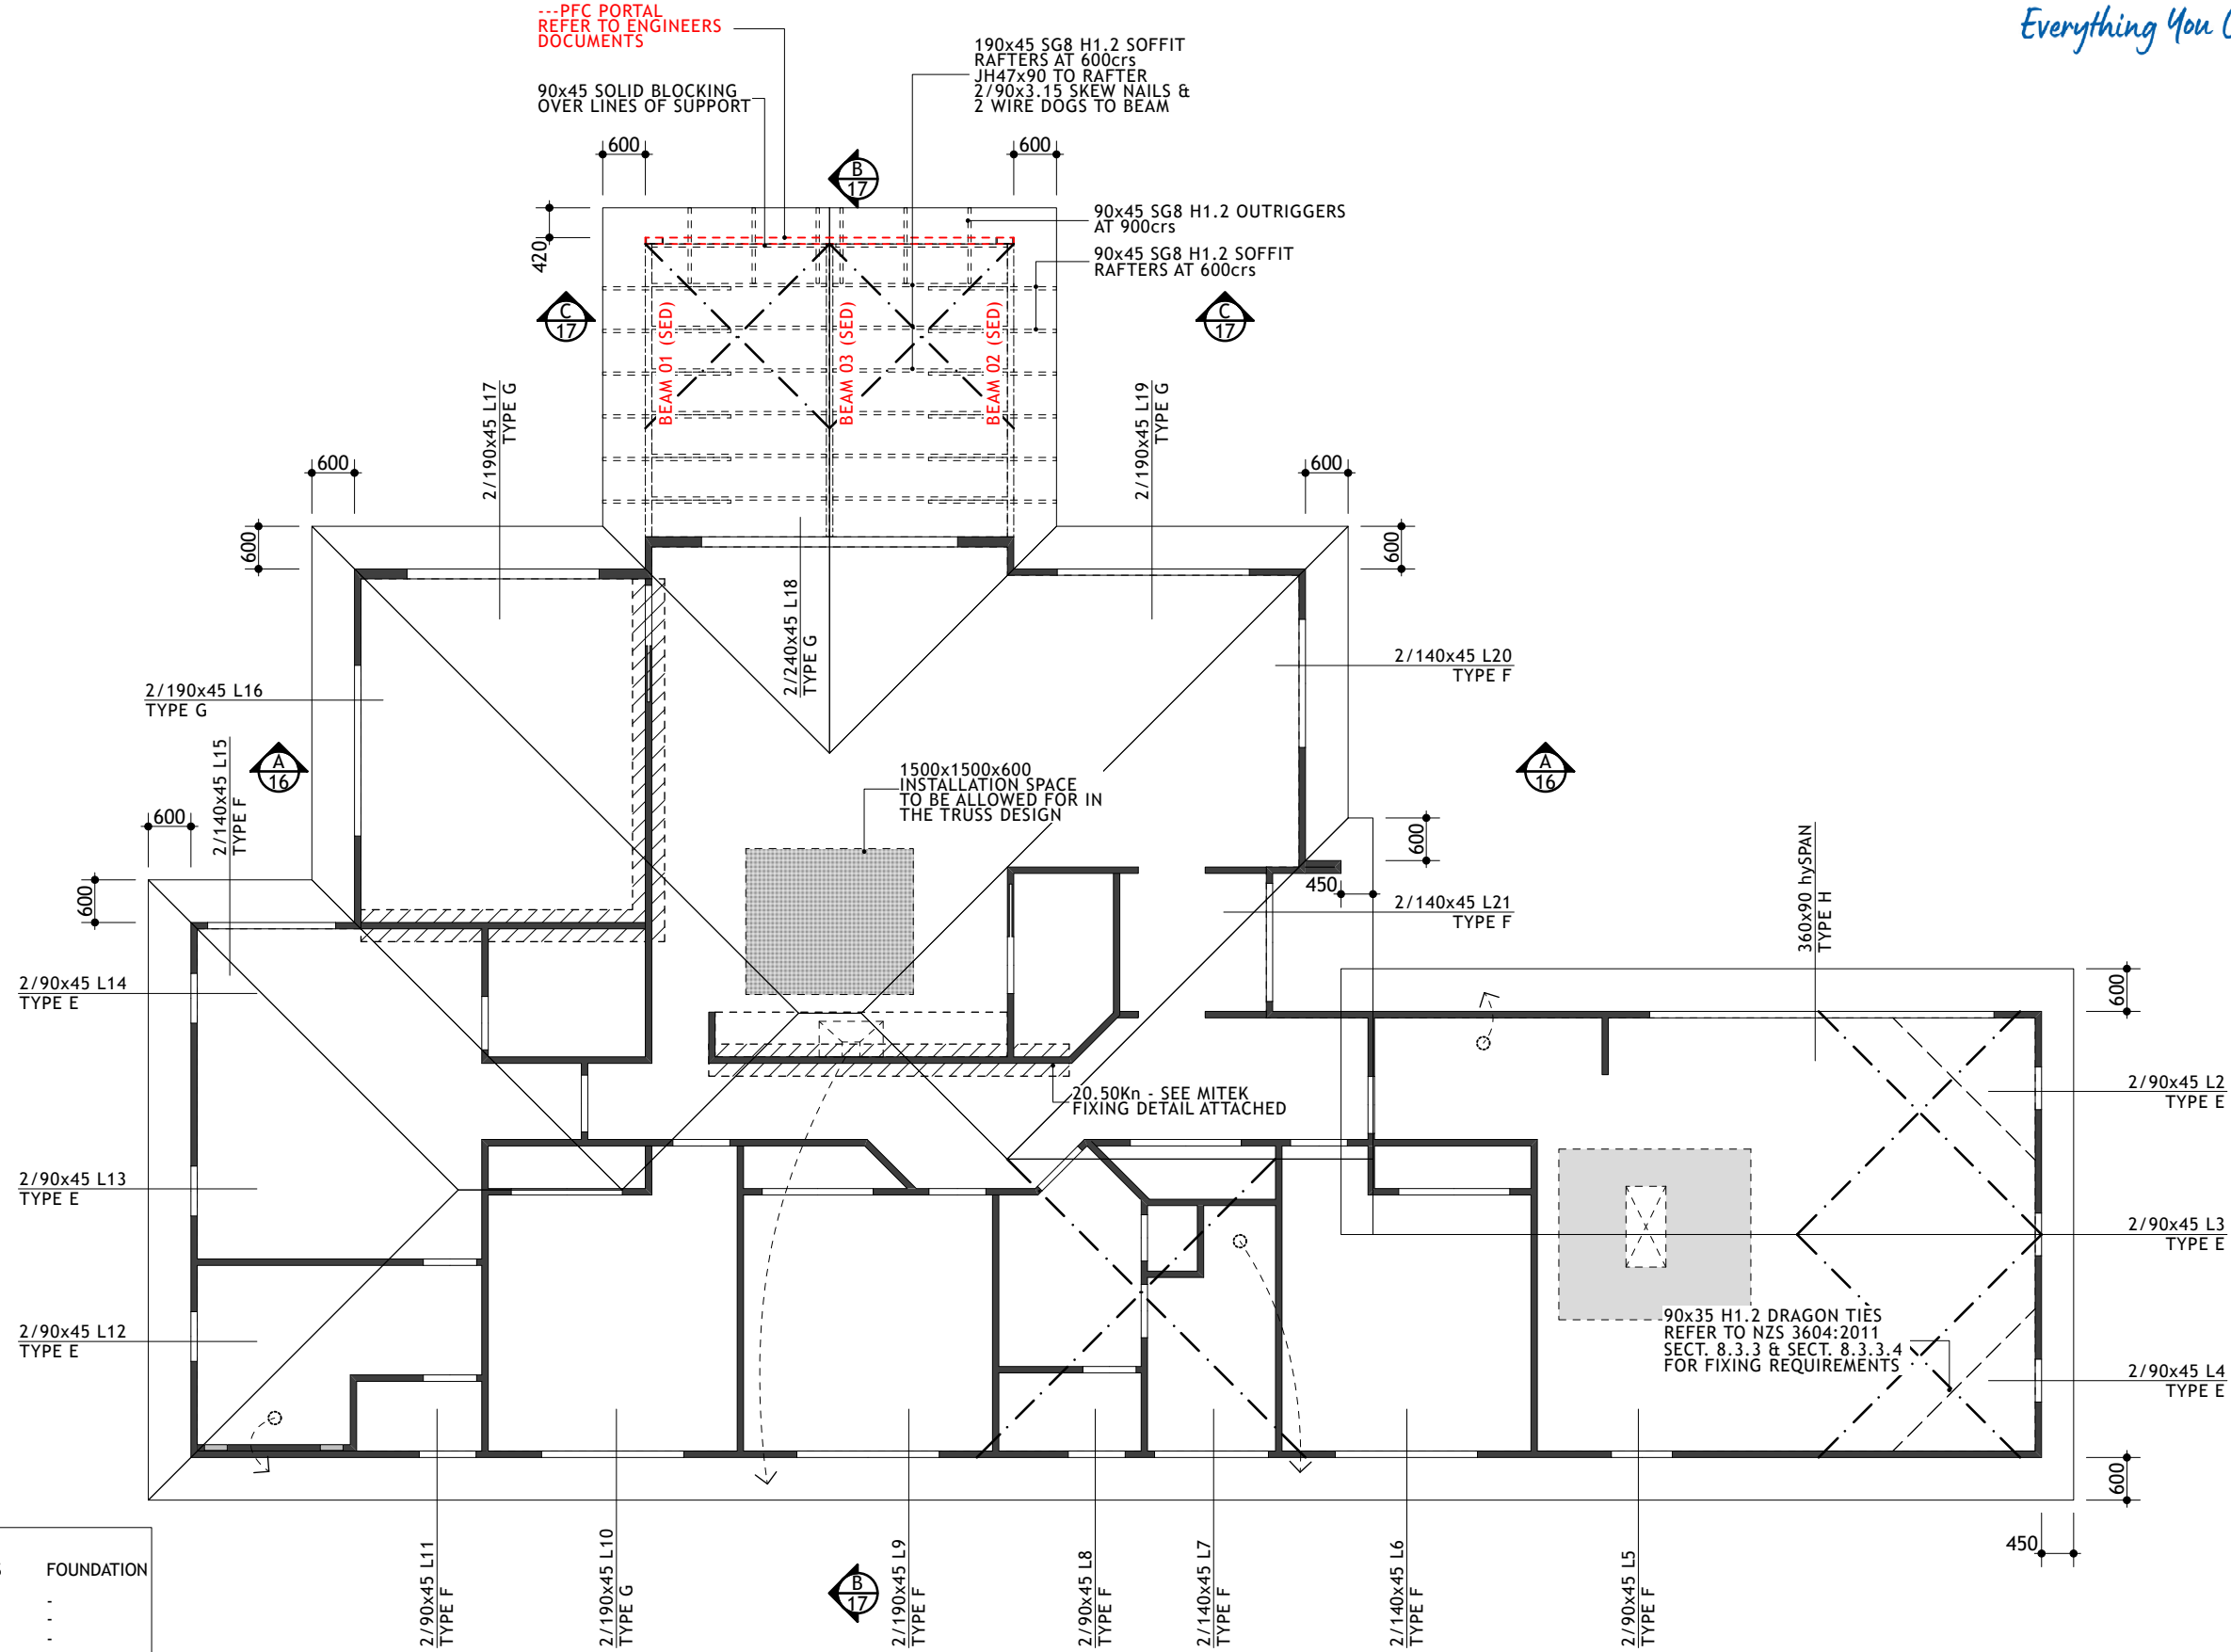 Everything You
---PFC PORTAL
REFER TO ENGINEERS
DOCUMENTS
190x45 SG8 H1.2 SOFFIT
RAFTERS AT 600crs
JH47x90 TO RAFTER
2/90x3.15 SKEW NAILS &
2 WIRE DOGS TO BEAM
90x45 SOLID BLOCKING
OVER LINES OF SUPPORT
600
600
B
17
420
90x45 SG8 H1.2 OUTRIGGERS
AT 900crs
90x45 SG8 H1.2 SOFFIT
RAFTERS AT 600crs
C
17
C
17
BEAM 01 (SED)
BEAM 03 (SED)
BEAM 02 (SED)
2/190x45 L17
TYPE G
2/190x45 L19
TYPE G
600
600
600
600
2/240x45 L18
TYPE G
2/190x45 L16
TYPE G
2/140x45 L20
TYPE F
2/140x45 L15
TYPE F
A
16
A
16
1500x1500x600
INSTALLATION SPACE
TO BE ALLOWED FOR IN
THE TRUSS DESIGN
600
600
600
450
2/140x45 L21
TYPE F
360x90 hySPAN
TYPE H
2/90x45 L14
TYPE E
600
20.50Kn - SEE MITEK
FIXING DETAIL ATTACHED
2/90x45 L2
TYPE E
2/90x45 L13
TYPE E
2/90x45 L3
TYPE E
2/90x45 L12
TYPE E
90x35 H1.2 DRAGON TIES
REFER TO NZS 3604:2011
SECT. 8.3.3 & SECT. 8.3.3.4
FOR FIXING REQUIREMENTS
2/90x45 L4
TYPE E
600
450
2/90x45 L11
TYPE F
2/190x45 L10
TYPE G
B
17
2/190x45 L9
TYPE F
2/90x45 L8
TYPE F
2/140x45 L7
TYPE F
2/140x45 L6
TYPE F
2/90x45 L5
TYPE F
FOUNDATION
-
-
-